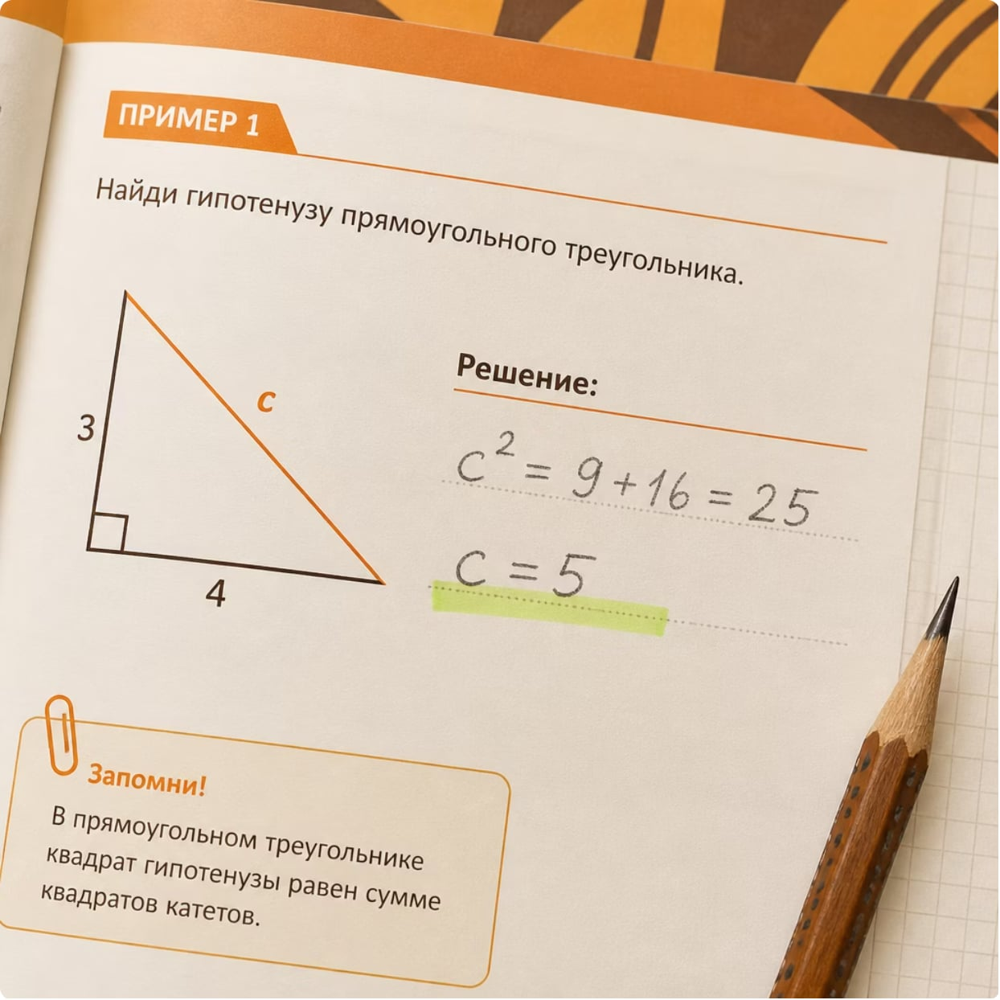 ПРИМЕР 1
Найди гипотенузу прямоугольного треугольника.
3
c
4
Решение:
c² = 9 + 16 = 25
c = 5
Запомни!
В прямоугольном треугольнике
квадрат гипотенузы равен сумме
квадратов катетов.